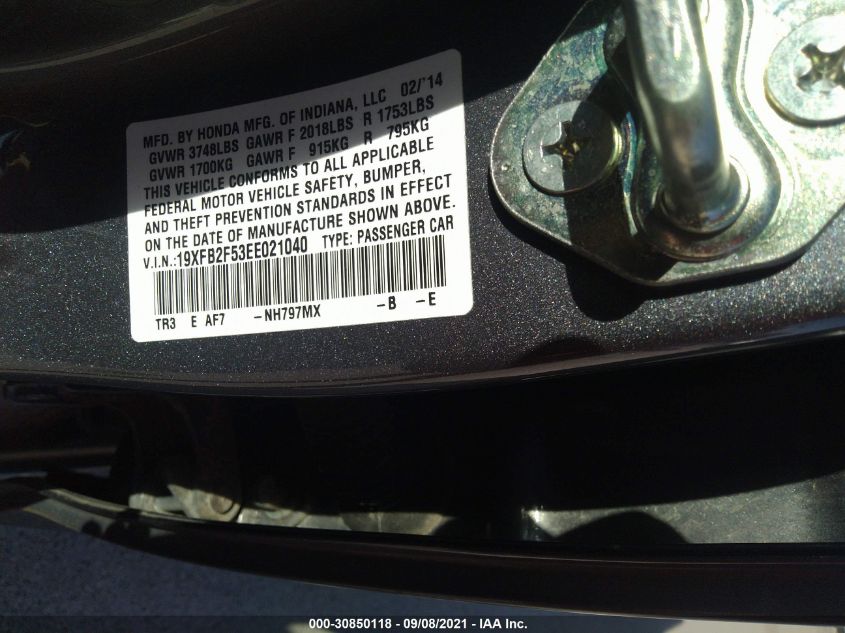 MFD. BY HONDA MFG. OF INDIANA, LLC 02/'14
GVWR 3748LBS GAWR F 2018LBS R 1753LBS
GVWR 1700KG GAWR F 915KG R 795KG
THIS VEHICLE CONFORMS TO ALL APPLICABLE
FEDERAL MOTOR VEHICLE SAFETY, BUMPER,
AND THEFT PREVENTION STANDARDS IN EFFECT
ON THE DATE OF MANUFACTURE SHOWN ABOVE.
V.I.N.:19XFB2F53EE021040 TYPE: PASSENGER CAR
TR3 E AF7 -NH797MX -B -E
000-30850118 - 09/08/2021 - IAA Inc.